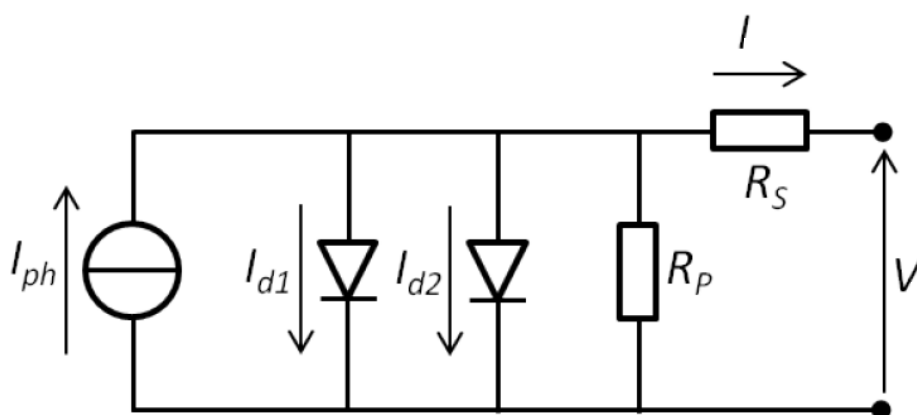 I
R_S
I_ph
I_d1
I_d2
R_P
V